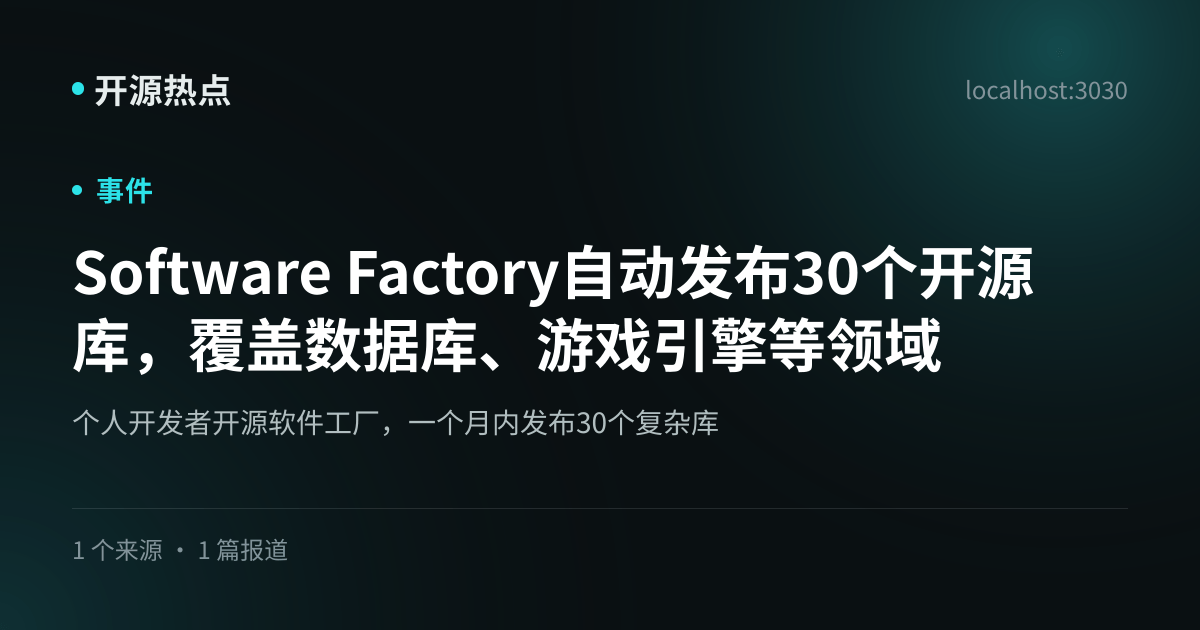 开源热点
localhost:3030
事件
Software Factory自动发布30个开源
库，覆盖数据库、游戏引擎等领域
个人开发者开源软件工厂，一个月内发布30个复杂库
1 个来源 · 1 篇报道